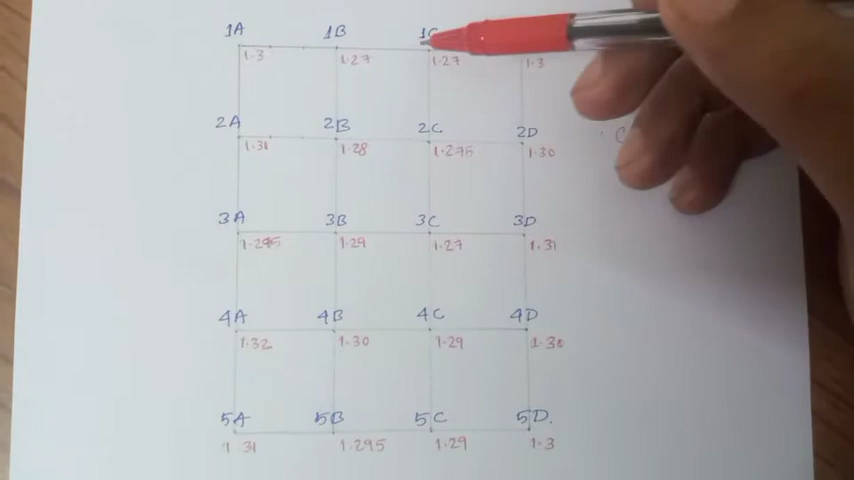 1A 1B 1C
1.3 1.27 1.27 1.3
2A 2B 2C 2D
1.31 1.28 1.275 1.30
3A 3B 3C 3D
1.295 1.29 1.27 1.31
4A 4B 4C 4D
1.32 1.30 1.29 1.30
5A 5B 5C 5D.
1.31 1.295 1.29 1.3